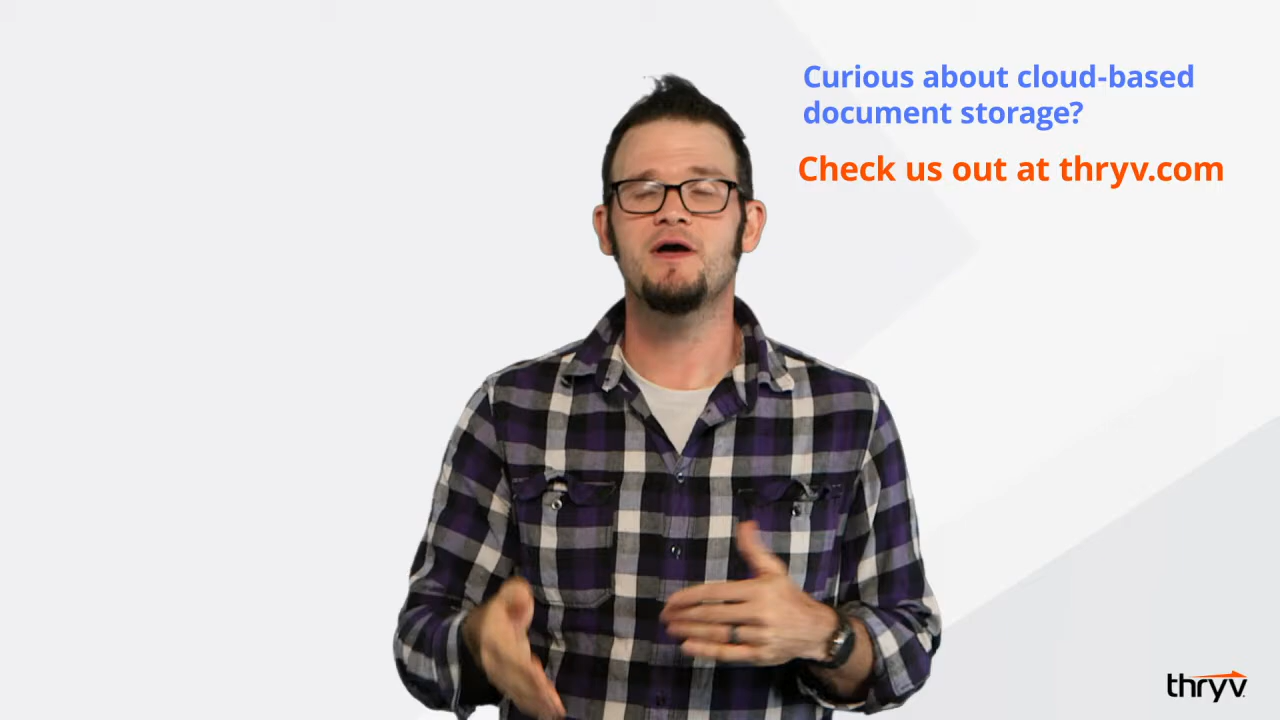 Curious about cloud-based
document storage?
Check us out at thryv.com
thryv